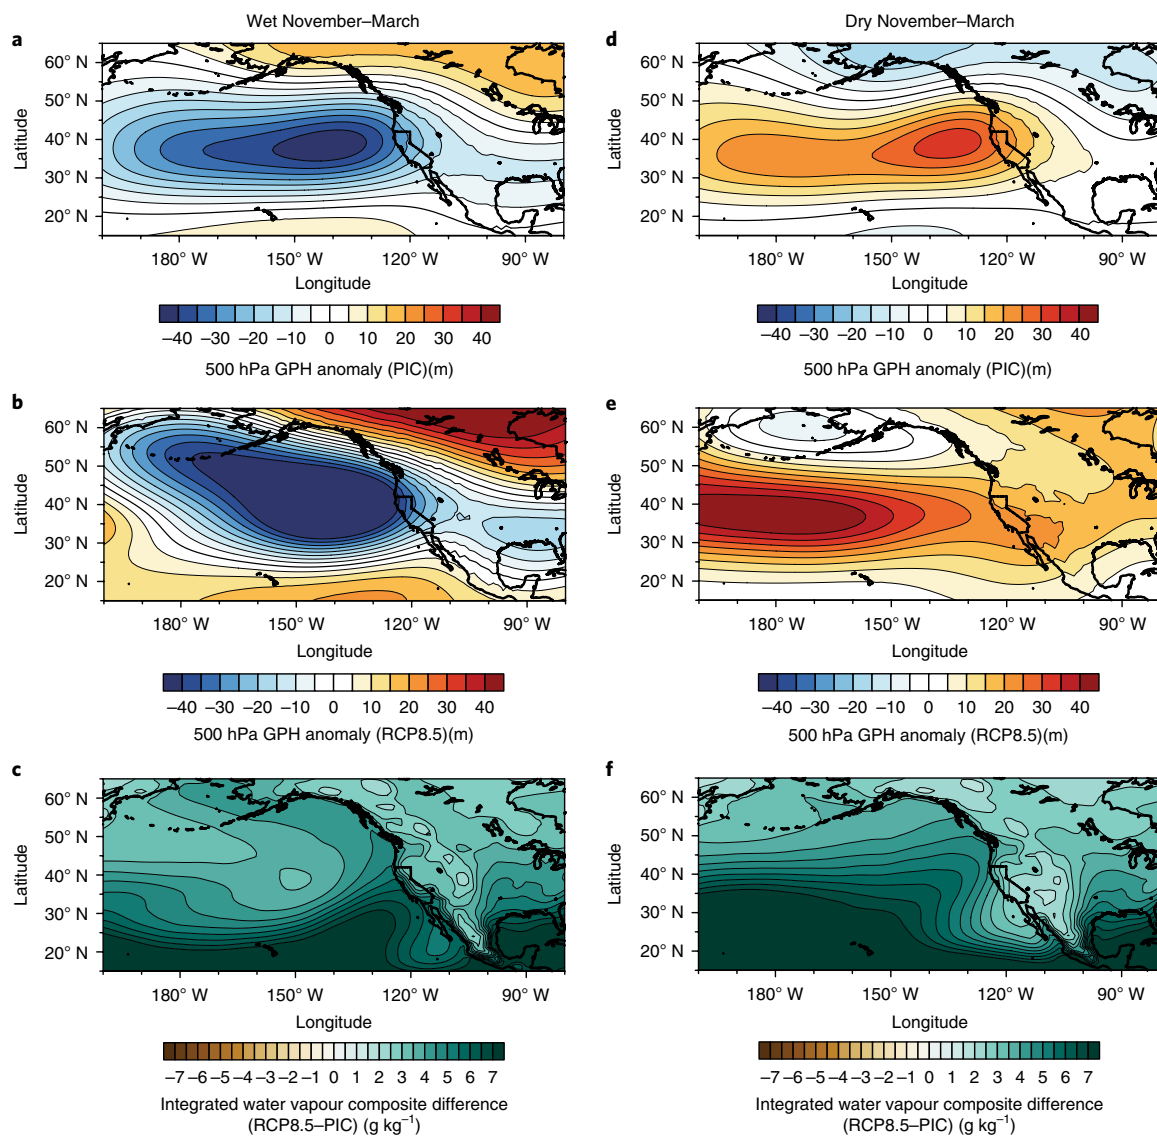 Wet November–March
Dry November–March
a
60° N
50° N
40° N
30° N
20° N
Latitude
180° W 150° W 120° W 90° W
Longitude
–40 –30 –20 –10 0 10 20 30 40
500 hPa GPH anomaly (PIC)(m)
d
60° N
50° N
40° N
30° N
20° N
Latitude
180° W 150° W 120° W 90° W
Longitude
–40 –30 –20 –10 0 10 20 30 40
500 hPa GPH anomaly (PIC)(m)
b
60° N
50° N
40° N
30° N
20° N
Latitude
180° W 150° W 120° W 90° W
Longitude
–40 –30 –20 –10 0 10 20 30 40
500 hPa GPH anomaly (RCP8.5)(m)
e
60° N
50° N
40° N
30° N
20° N
Latitude
180° W 150° W 120° W 90° W
Longitude
–40 –30 –20 –10 0 10 20 30 40
500 hPa GPH anomaly (RCP8.5)(m)
c
60° N
50° N
40° N
30° N
20° N
Latitude
180° W 150° W 120° W 90° W
Longitude
–7 –6 –5 –4 –3 –2 –1 0 1 2 3 4 5 6 7
Integrated water vapour composite difference
(RCP8.5–PIC) (g kg⁻¹)
f
60° N
50° N
40° N
30° N
20° N
Latitude
180° W 150° W 120° W 90° W
Longitude
–7 –6 –5 –4 –3 –2 –1 0 1 2 3 4 5 6 7
Integrated water vapour composite difference
(RCP8.5–PIC) (g kg⁻¹)